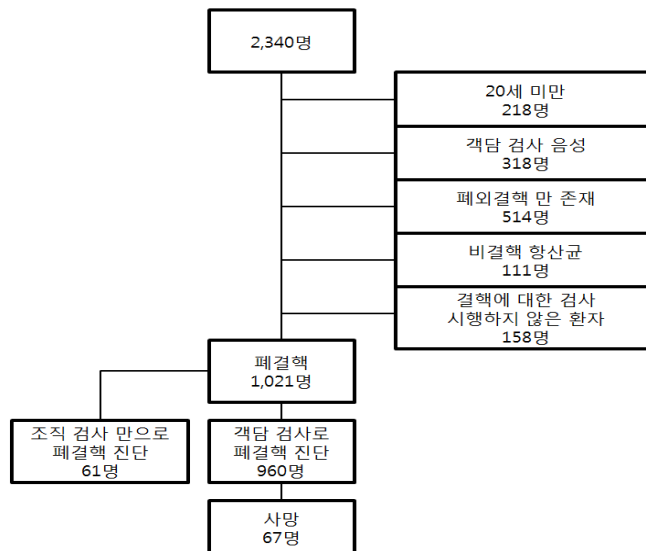 2,340명
20세 미만
218명
객담 검사 음성
318명
폐외결핵 만 존재
514명
비결핵 항산균
111명
결핵에 대한 검사
시행하지 않은 환자
158명
폐결핵
1,021명
조직 검사 만으로
폐결핵 진단
61명
객담 검사로
폐결핵 진단
960명
사망
67명